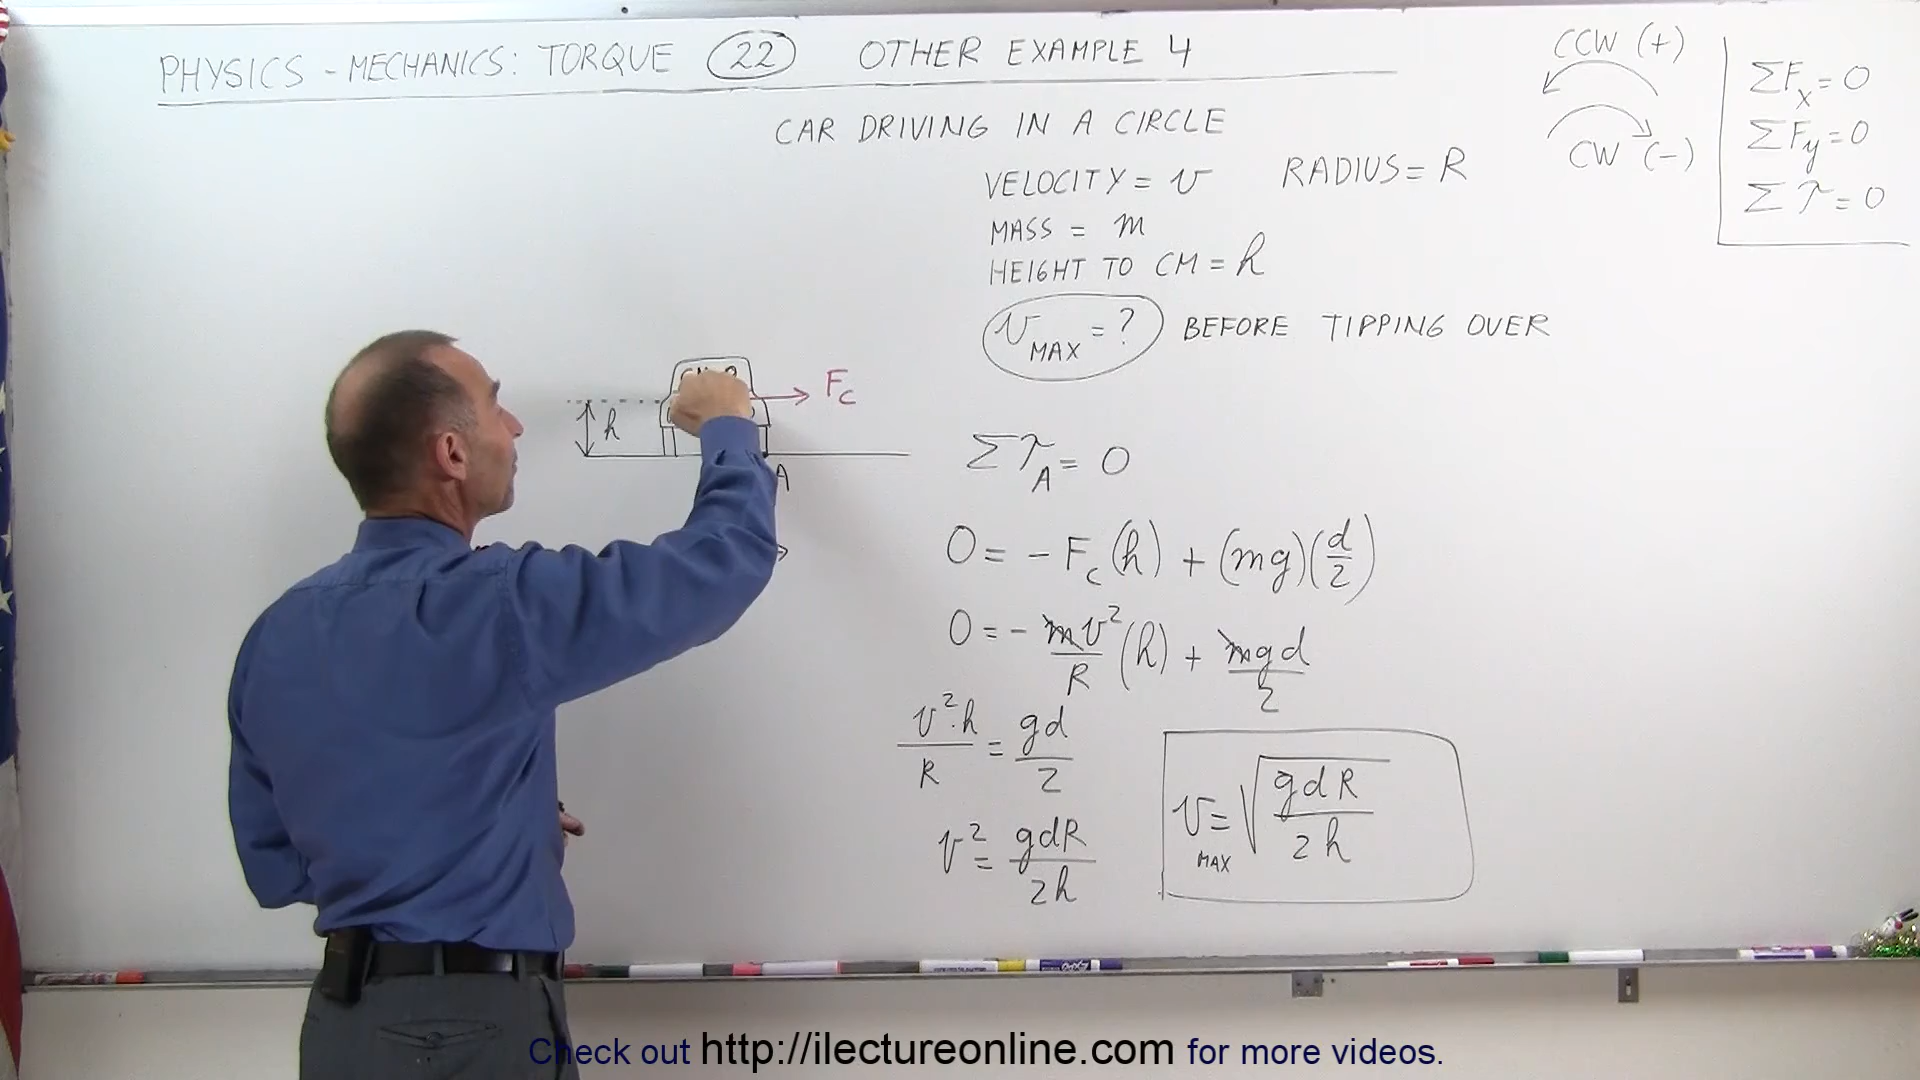 PHYSICS - MECHANICS: TORQUE 22 OTHER EXAMPLE 4
CCW (+)
CW (-)
ΣFx = 0
ΣFy = 0
Στ = 0
CAR DRIVING IN A CIRCLE
VELOCITY = v RADIUS = R
MASS = m
HEIGHT TO CM = h
vMAX = ? BEFORE TIPPING OVER
Fc
h
A
ΣτA = 0
0 = - Fc (h) + (mg)(d/2)
0 = - mv²/R (h) + mgd/2
v²·h/R = gd/2
v² = gdR/2h
vMAX = √(gdR/2h)
Check out http://ilectureonline.com for more videos.